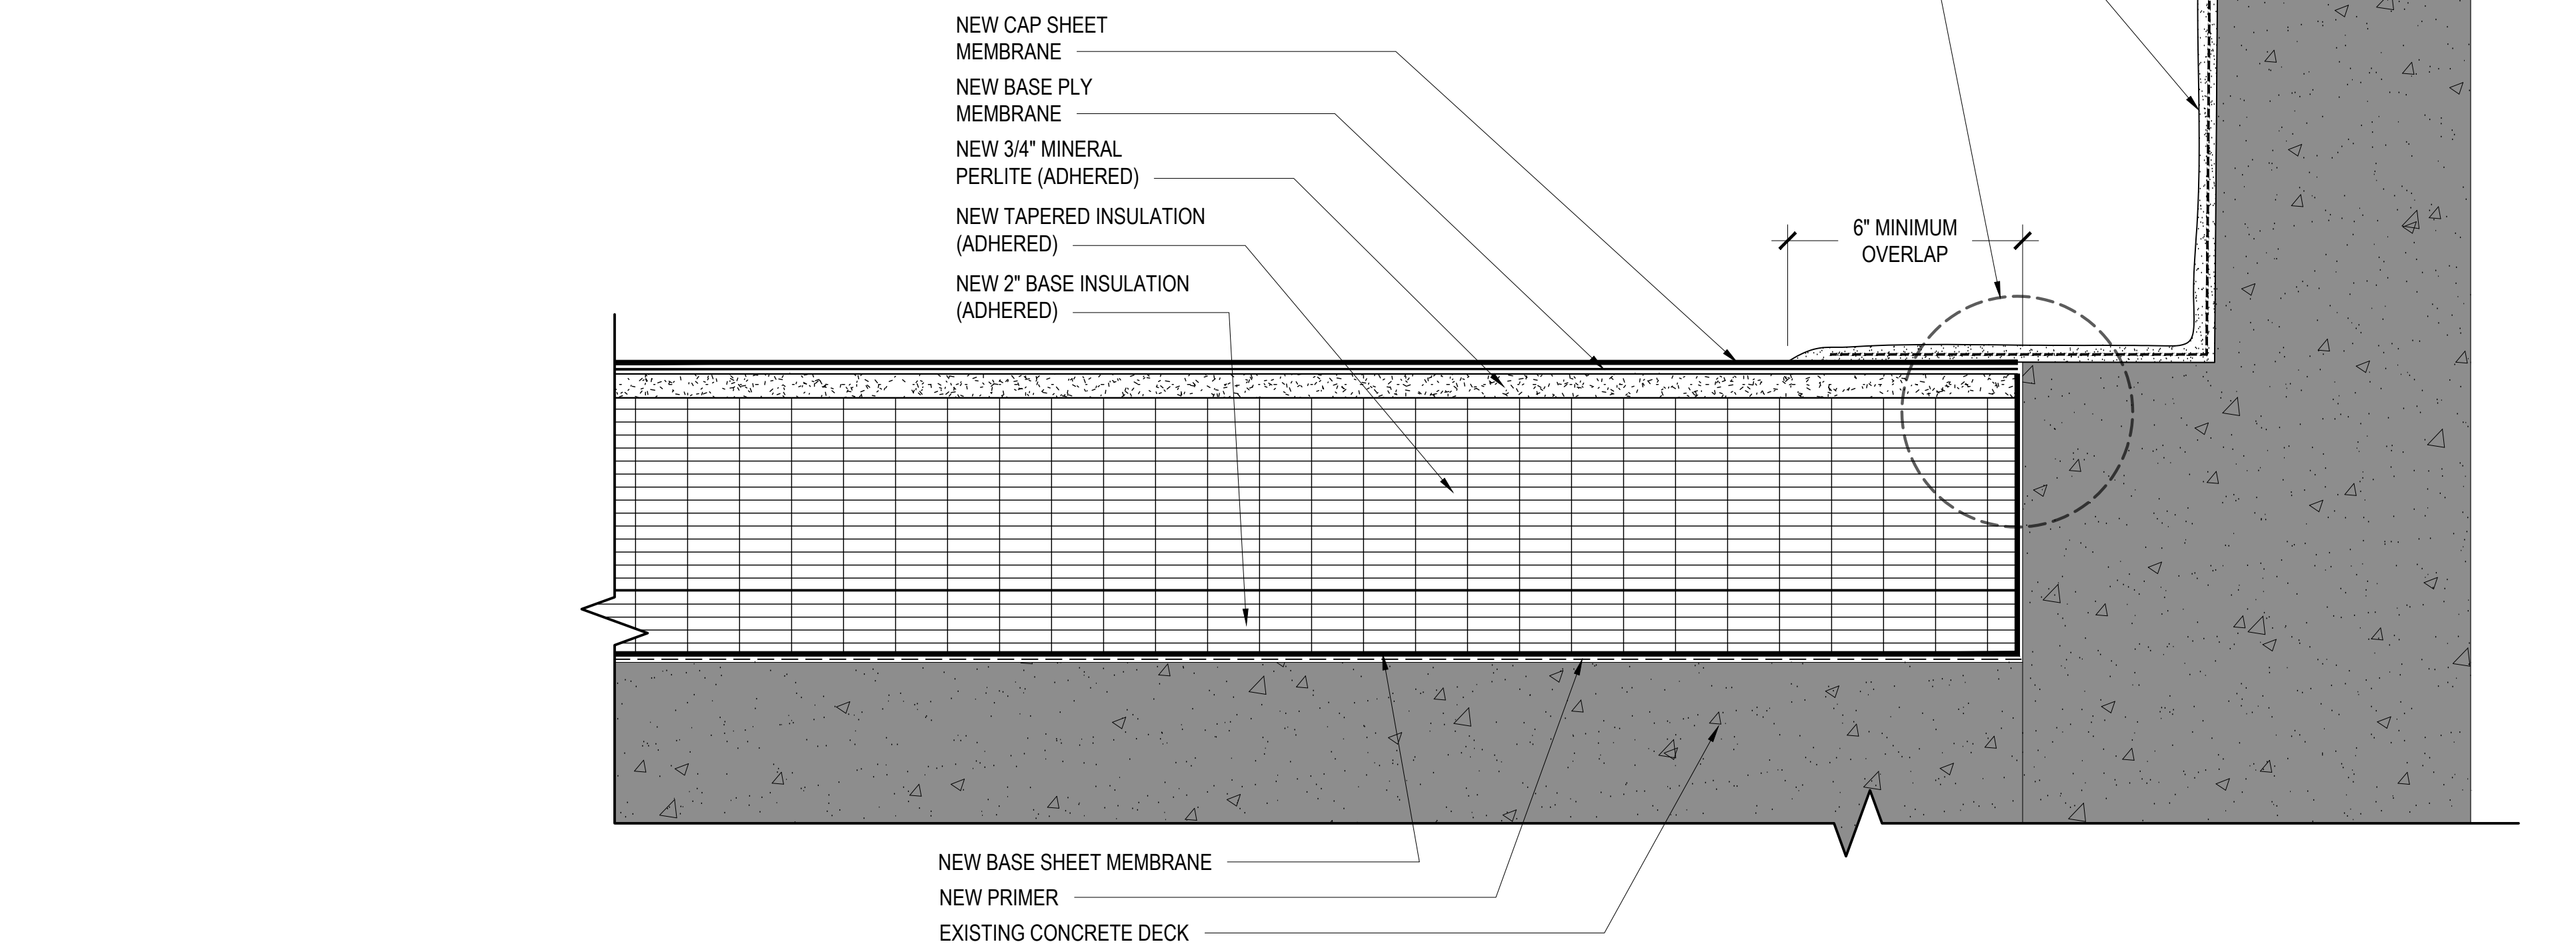 NEW CAP SHEET
MEMBRANE
NEW BASE PLY
MEMBRANE
NEW 3/4" MINERAL
PERLITE (ADHERED)
NEW TAPERED INSULATION
(ADHERED)
NEW 2" BASE INSULATION
(ADHERED)
6" MINIMUM
OVERLAP
NEW BASE SHEET MEMBRANE
NEW PRIMER
EXISTING CONCRETE DECK